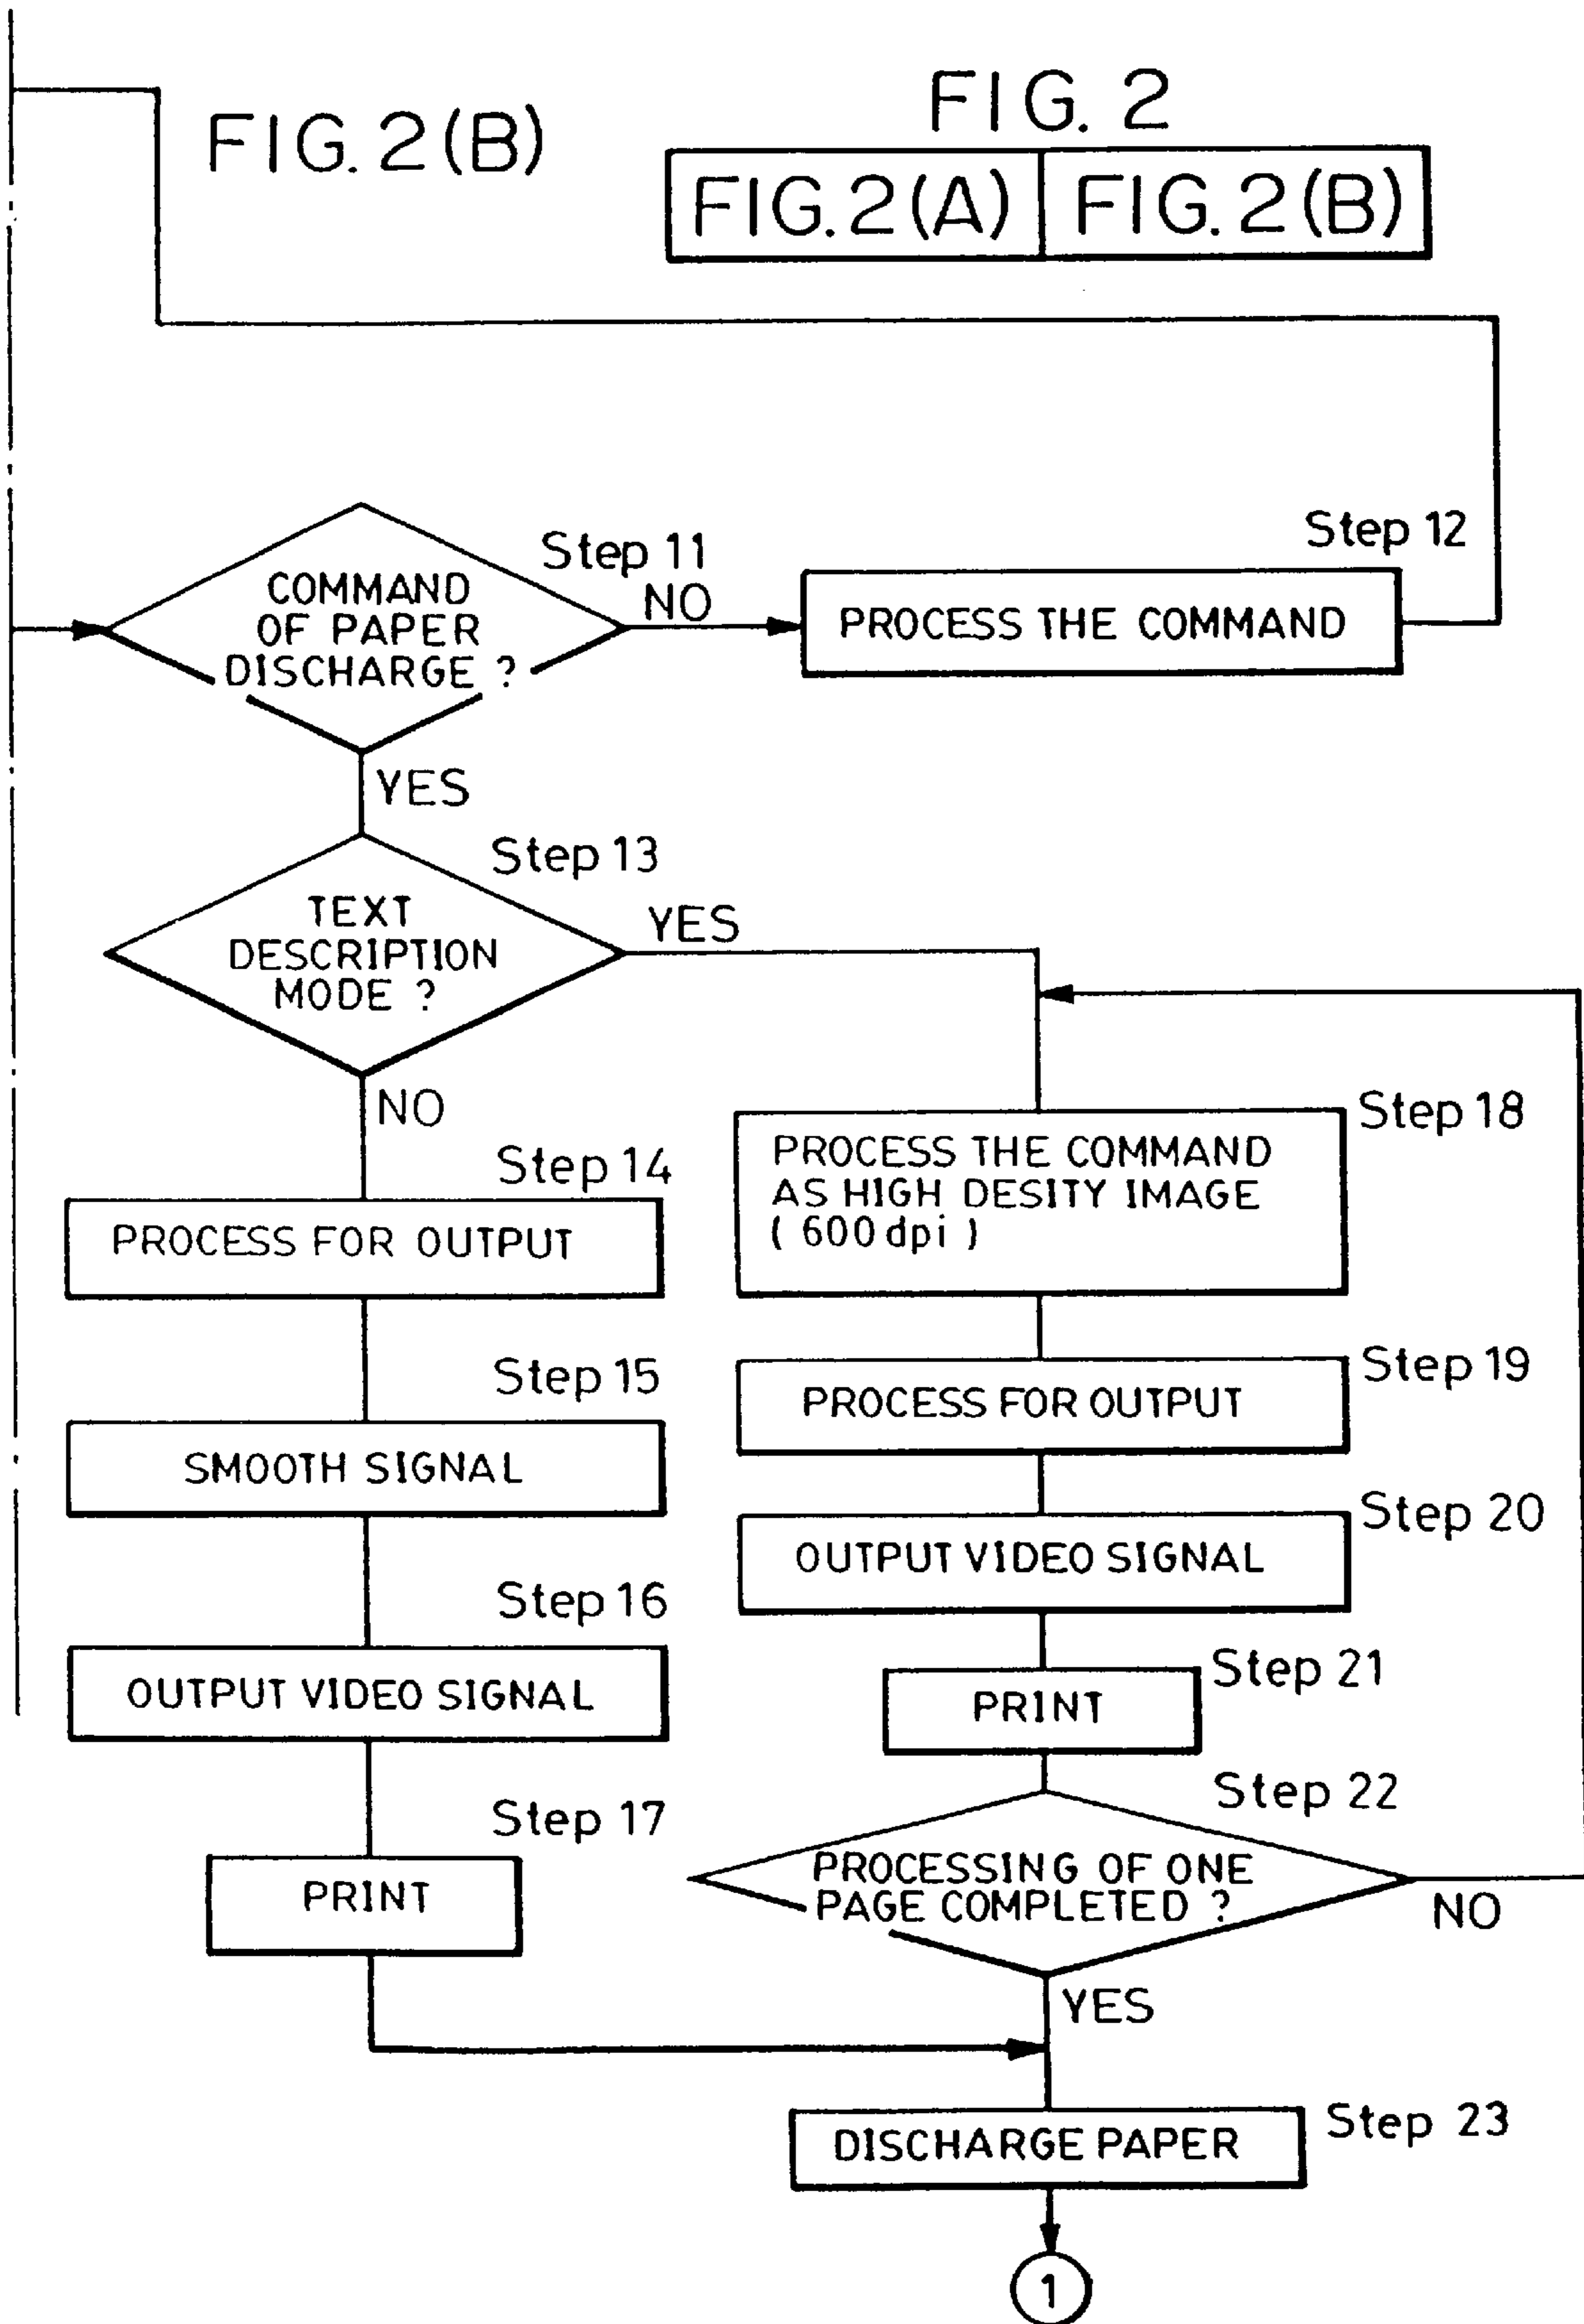 FIG. 2
FIG. 2 (B)
FIG. 2 (A)
FIG. 2 (B)
Step 11
COMMAND
OF PAPER
DISCHARGE ?
NO
Step 12
PROCESS THE COMMAND
YES
Step 13
TEXT
DESCRIPTION
MODE ?
YES
NO
Step 14
PROCESS FOR OUTPUT
Step 15
SMOOTH SIGNAL
Step 16
OUTPUT VIDEO SIGNAL
Step 17
PRINT
Step 18
PROCESS THE COMMAND
AS HIGH DESITY IMAGE
( 600 dpi )
Step 19
PROCESS FOR OUTPUT
Step 20
OUTPUT VIDEO SIGNAL
Step 21
PRINT
Step 22
PROCESSING OF ONE
PAGE COMPLETED ?
NO
YES
Step 23
DISCHARGE PAPER
1